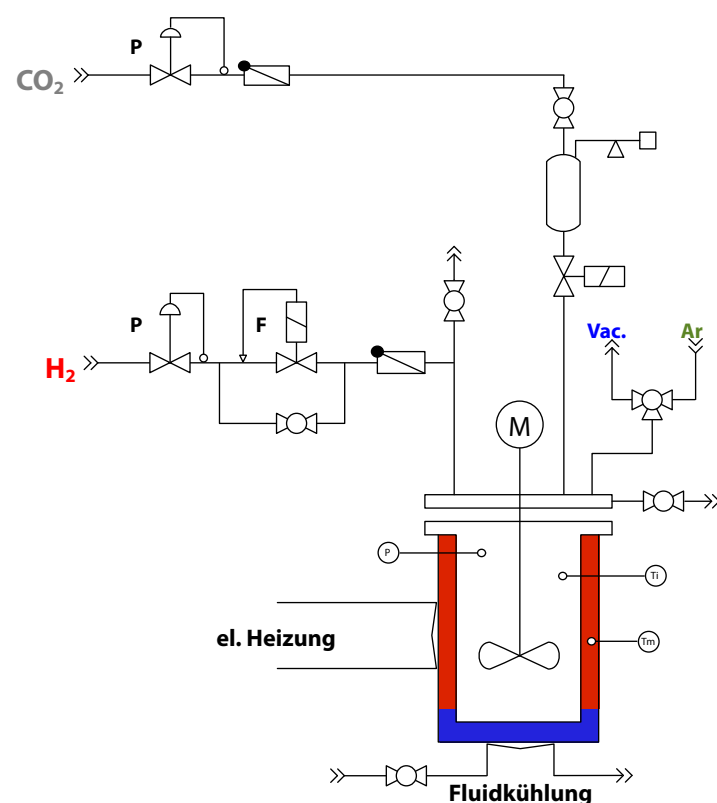 P
CO₂
P
F
H₂
Vac.
Ar
M
P
Ti
el. Heizung
Tm
Fluidkühlung